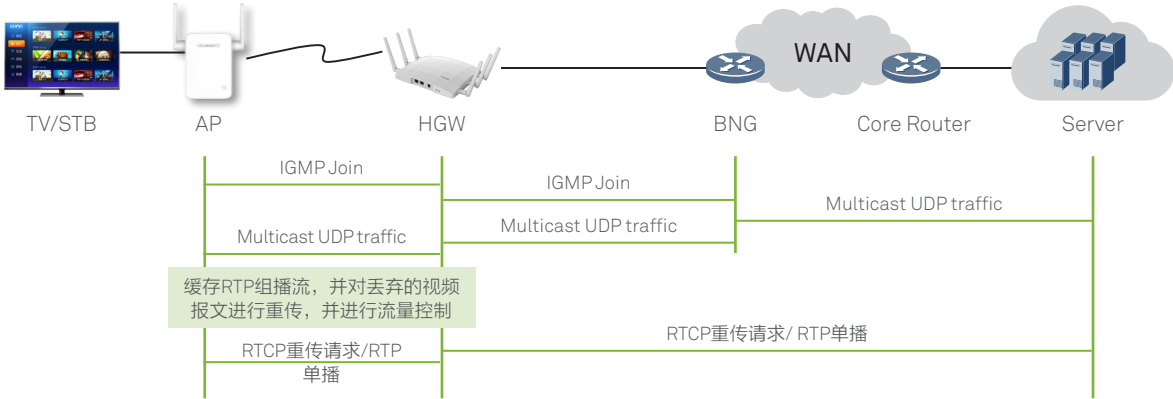 WAN
TV/STB
AP
HGW
BNG
Core Router
Server
IGMP Join
IGMP Join
Multicast UDP traffic
Multicast UDP traffic
Multicast UDP traffic
缓存RTP组播流，并对丢弃的视频
报文进行重传，并进行流量控制
RTCP重传请求/ RTP单播
RTCP重传请求/RTP
单播